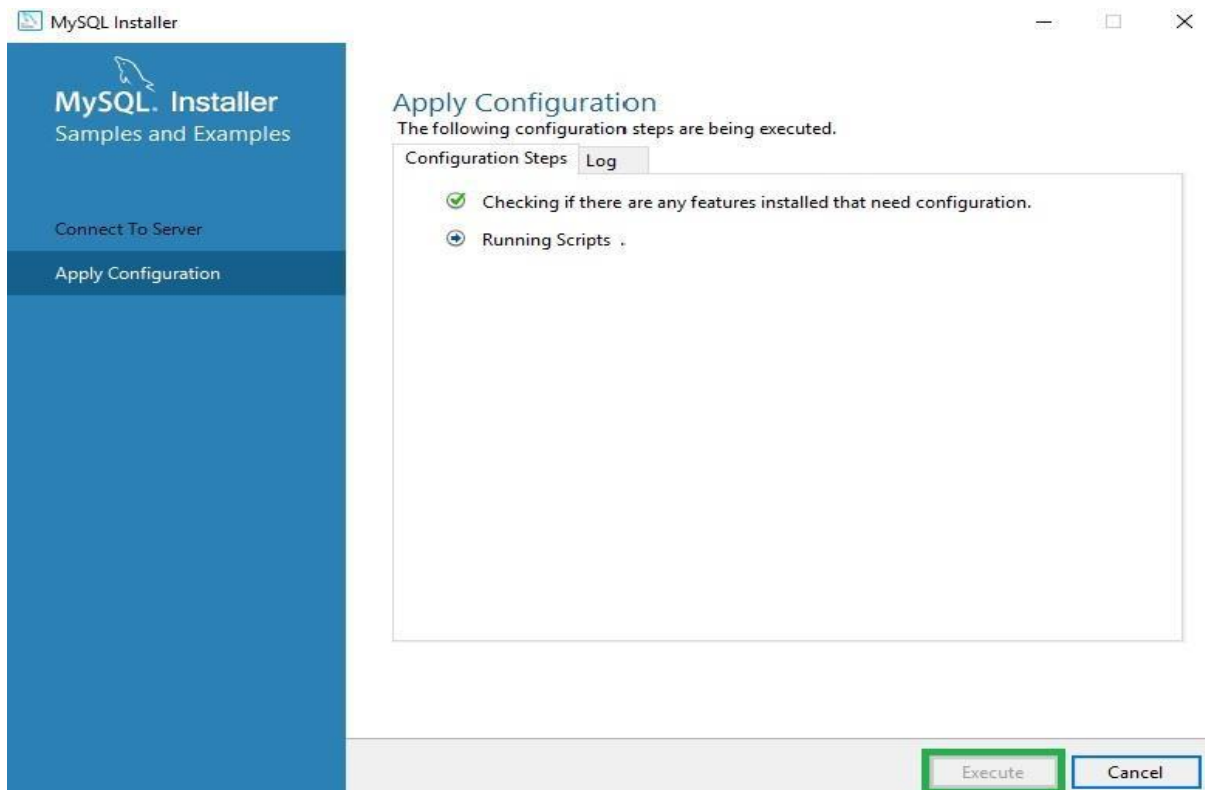 MySQL Installer
MySQL. Installer
Samples and Examples
Connect To Server
Apply Configuration
Apply Configuration
The following configuration steps are being executed.
Configuration Steps Log
Checking if there are any features installed that need configuration.
Running Scripts .
Execute Cancel